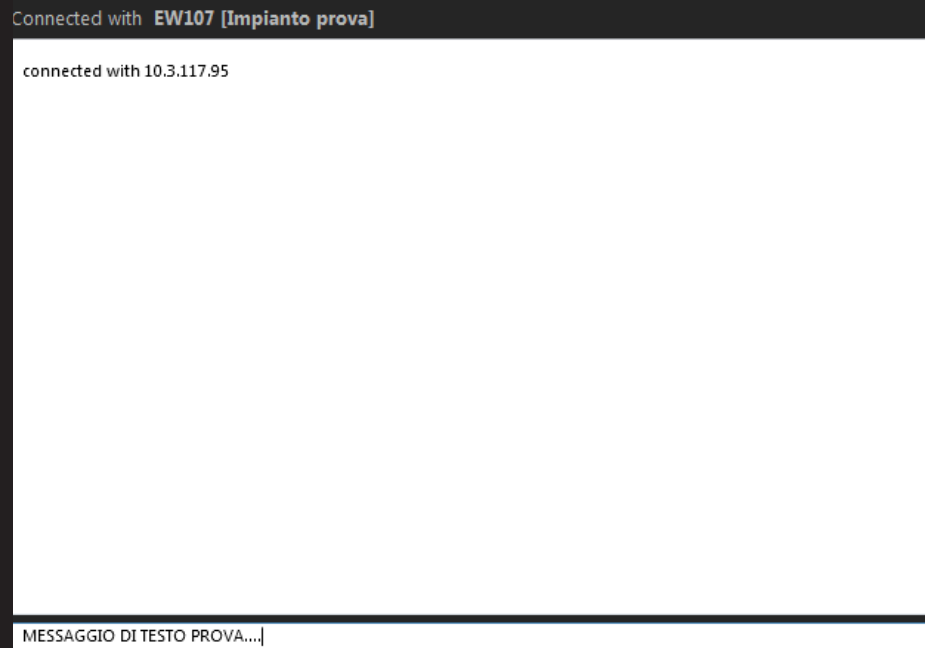 Connected with EW107 [Impianto prova]
connected with 10.3.117.95
MESSAGGIO DI TESTO PROVA....